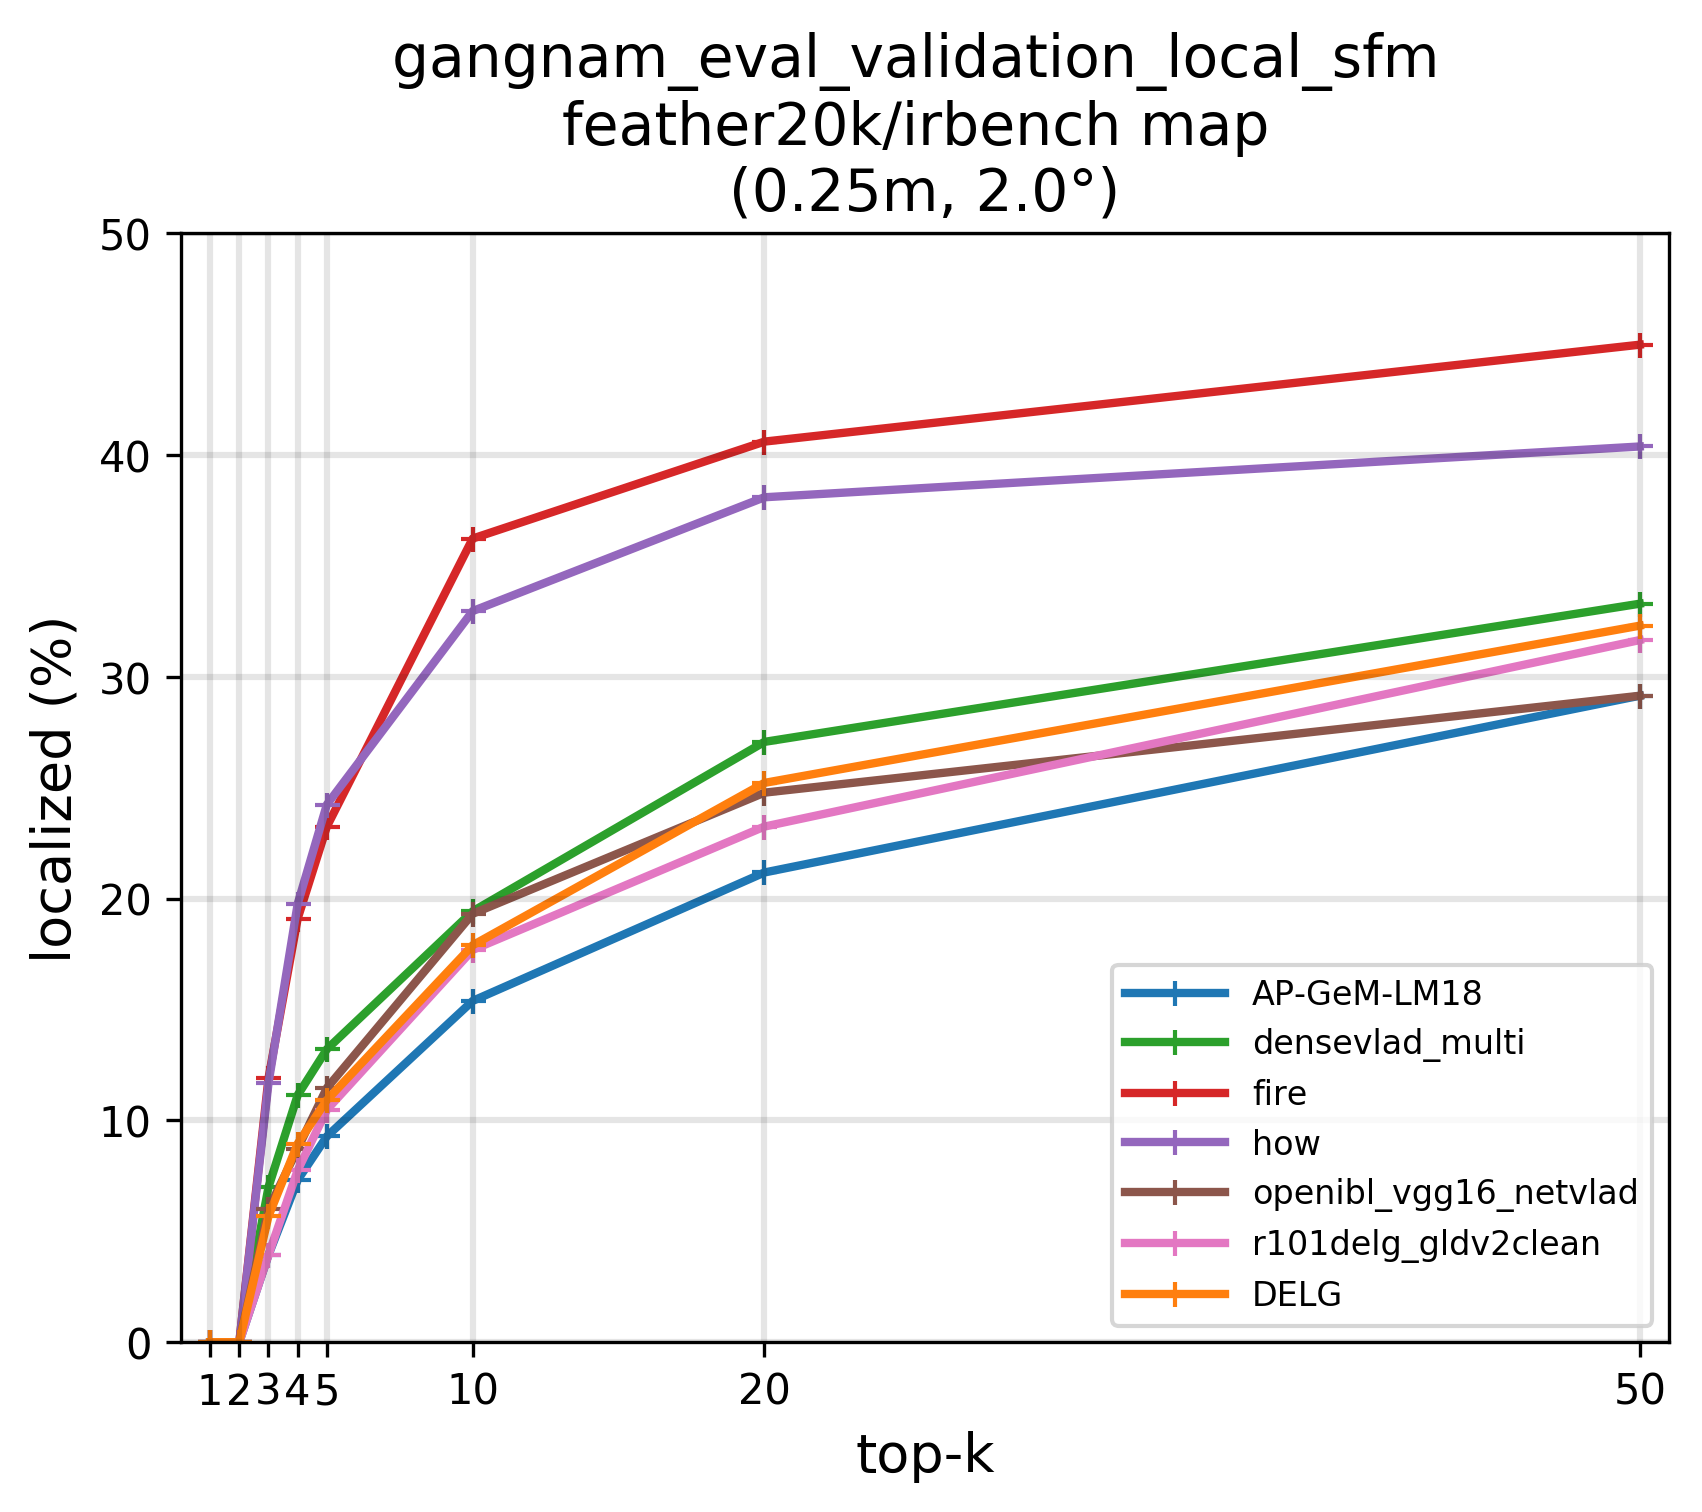 gangnam_eval_validation_local_sfm
feather20k/irbench map
(0.25m, 2.0°)
50
40
30
20
10
0
localized (%)
1 2 3 4 5 10 20 50
top-k
AP-GeM-LM18
densevlad_multi
fire
how
openibl_vgg16_netvlad
r101delg_gldv2clean
DELG